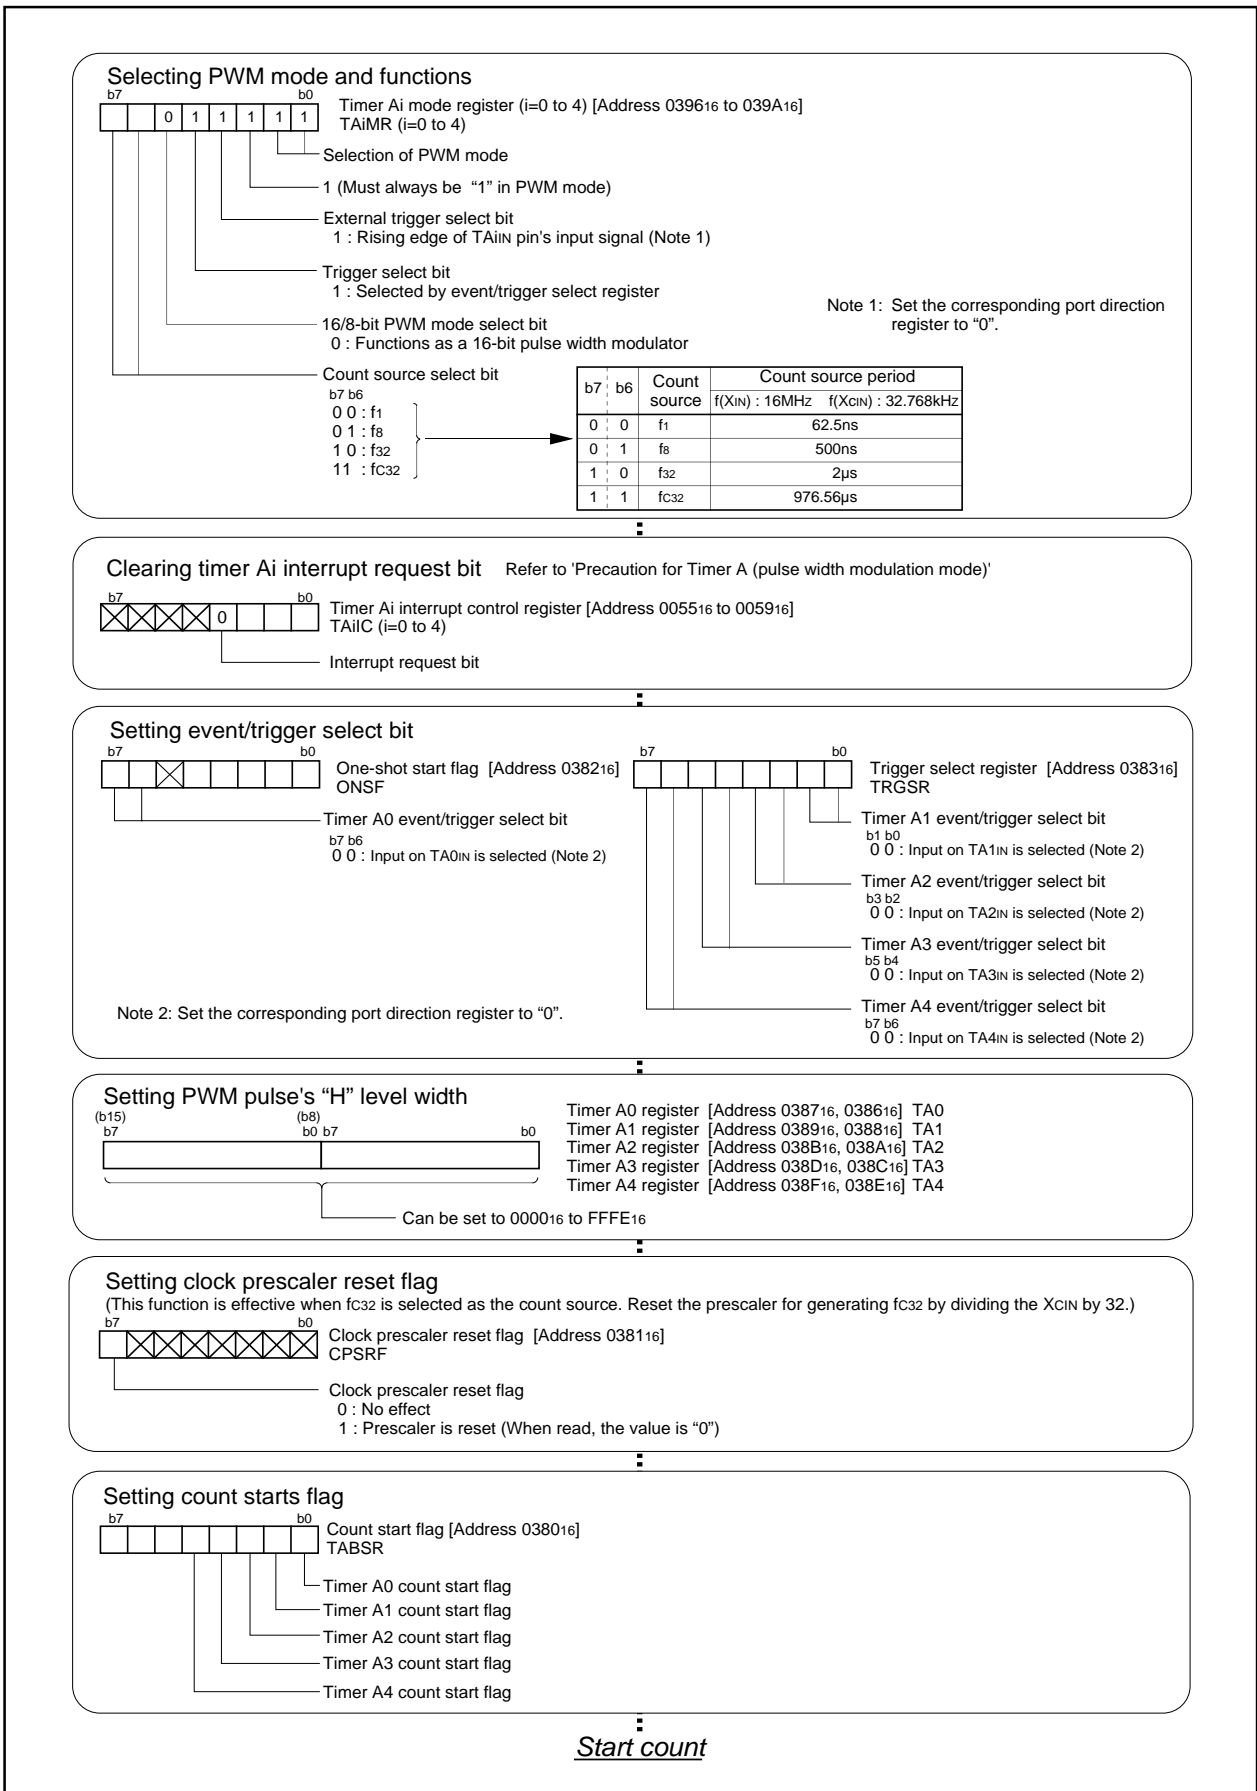 Selecting PWM mode and functions
b7 b0
0 1 1 1 1 1
Timer Ai mode register (i=0 to 4) [Address 039616 to 039A16]
TAiMR (i=0 to 4)
Selection of PWM mode
1 (Must always be “1” in PWM mode)
External trigger select bit
1 : Rising edge of TAiIN pin's input signal (Note 1)
Trigger select bit
1 : Selected by event/trigger select register
Note 1: Set the corresponding port direction
register to “0”.
16/8-bit PWM mode select bit
0 : Functions as a 16-bit pulse width modulator
Count source select bit
b7 b6
0 0 : f1
0 1 : f8
1 0 : f32
11 : fC32
b7 b6 Count source Count source period
f(XIN) : 16MHz f(XCIN) : 32.768kHz
0 0 f1 62.5ns
0 1 f8 500ns
1 0 f32 2µs
1 1 fC32 976.56µs
Clearing timer Ai interrupt request bit Refer to 'Precaution for Timer A (pulse width modulation mode)'
b7 b0
0
Timer Ai interrupt control register [Address 005516 to 005916]
TAiIC (i=0 to 4)
Interrupt request bit
Setting event/trigger select bit
b7 b0
One-shot start flag [Address 038216]
ONSF
Timer A0 event/trigger select bit
b7 b6
0 0 : Input on TA0IN is selected (Note 2)
Note 2: Set the corresponding port direction register to “0”.
b7 b0
Trigger select register [Address 038316]
TRGSR
Timer A1 event/trigger select bit
b1 b0
0 0 : Input on TA1IN is selected (Note 2)
Timer A2 event/trigger select bit
b3 b2
0 0 : Input on TA2IN is selected (Note 2)
Timer A3 event/trigger select bit
b5 b4
0 0 : Input on TA3IN is selected (Note 2)
Timer A4 event/trigger select bit
b7 b6
0 0 : Input on TA4IN is selected (Note 2)
Setting PWM pulse's “H” level width
(b15) (b8)
b7 b0 b7 b0
Timer A0 register [Address 038716, 038616] TA0
Timer A1 register [Address 038916, 038816] TA1
Timer A2 register [Address 038B16, 038A16] TA2
Timer A3 register [Address 038D16, 038C16] TA3
Timer A4 register [Address 038F16, 038E16] TA4
Can be set to 000016 to FFFE16
Setting clock prescaler reset flag
(This function is effective when fC32 is selected as the count source. Reset the prescaler for generating fC32 by dividing the XCIN by 32.)
b7 b0
Clock prescaler reset flag [Address 038116]
CPSRF
Clock prescaler reset flag
0 : No effect
1 : Prescaler is reset (When read, the value is “0”)
Setting count starts flag
b7 b0
Count start flag [Address 038016]
TABSR
Timer A0 count start flag
Timer A1 count start flag
Timer A2 count start flag
Timer A3 count start flag
Timer A4 count start flag
Start count